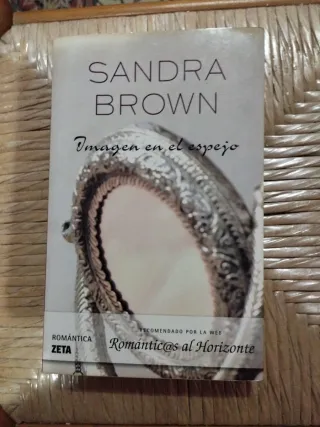 SANDRA
BROWN
Imagen en el espejo
RECOMENDADO POR LA WEB
Romántic@s al Horizonte
ROMÁNTICA
ZETA